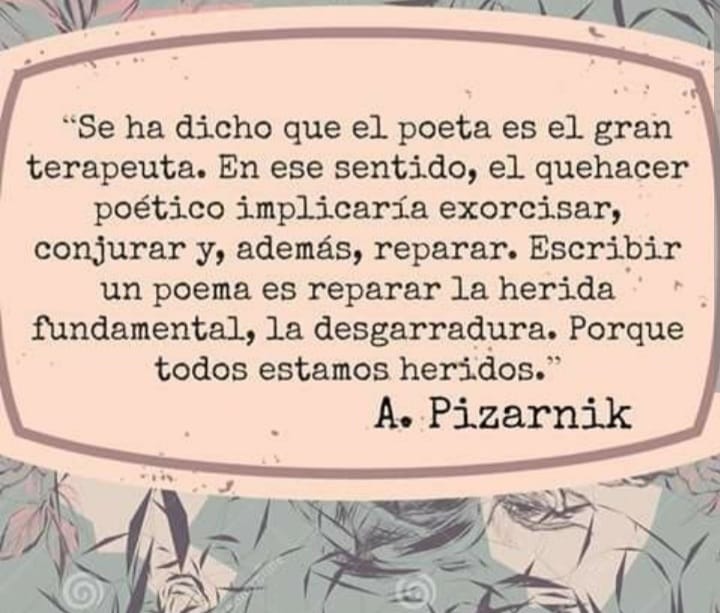 “Se ha dicho que el poeta es el gran
terapeuta. En ese sentido, el quehacer
poético implicaría exorcisar,
conjurar y, además, reparar. Escribir
un poema es reparar la herida
fundamental, la desgarradura. Porque
todos estamos heridos.”
A. Pizarnik